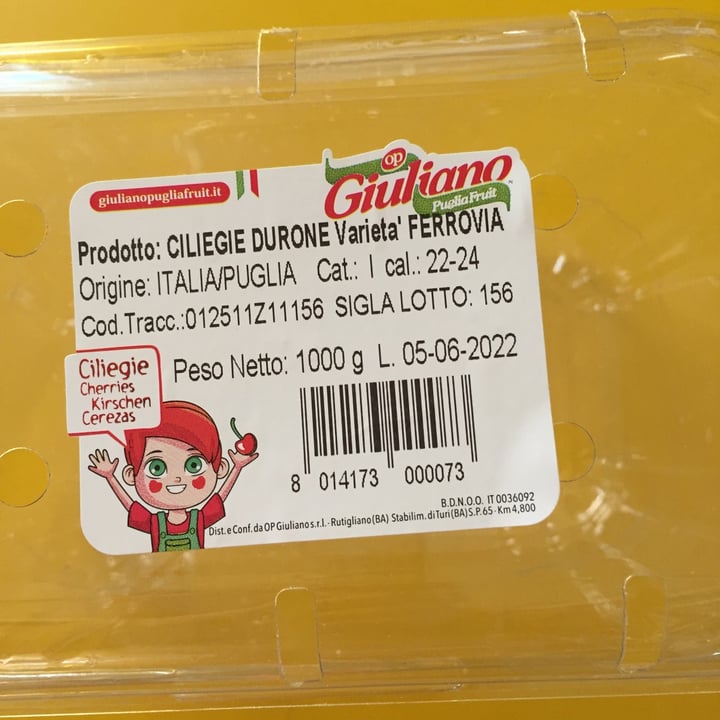 giulianopugliafruit.it
OP
Giuliano
Puglia Fruit
Prodotto: CILIEGIE DURONE Varieta' FERROVIA
Origine: ITALIA/PUGLIA Cat.: I cal.: 22-24
Cod.Tracc.:012511Z11156 SIGLA LOTTO: 156
Peso Netto: 1000 g L. 05-06-2022
Ciliegie
Cherries
Kirschen
Cerezas
8 014173 000073
B.D.N.O.O. IT 0036092
Dist. e Conf. da OP Giuliano s.r.l. - Rutigliano (BA) Stabilim. di Turi (BA) S.P. 65 - Km 4,800